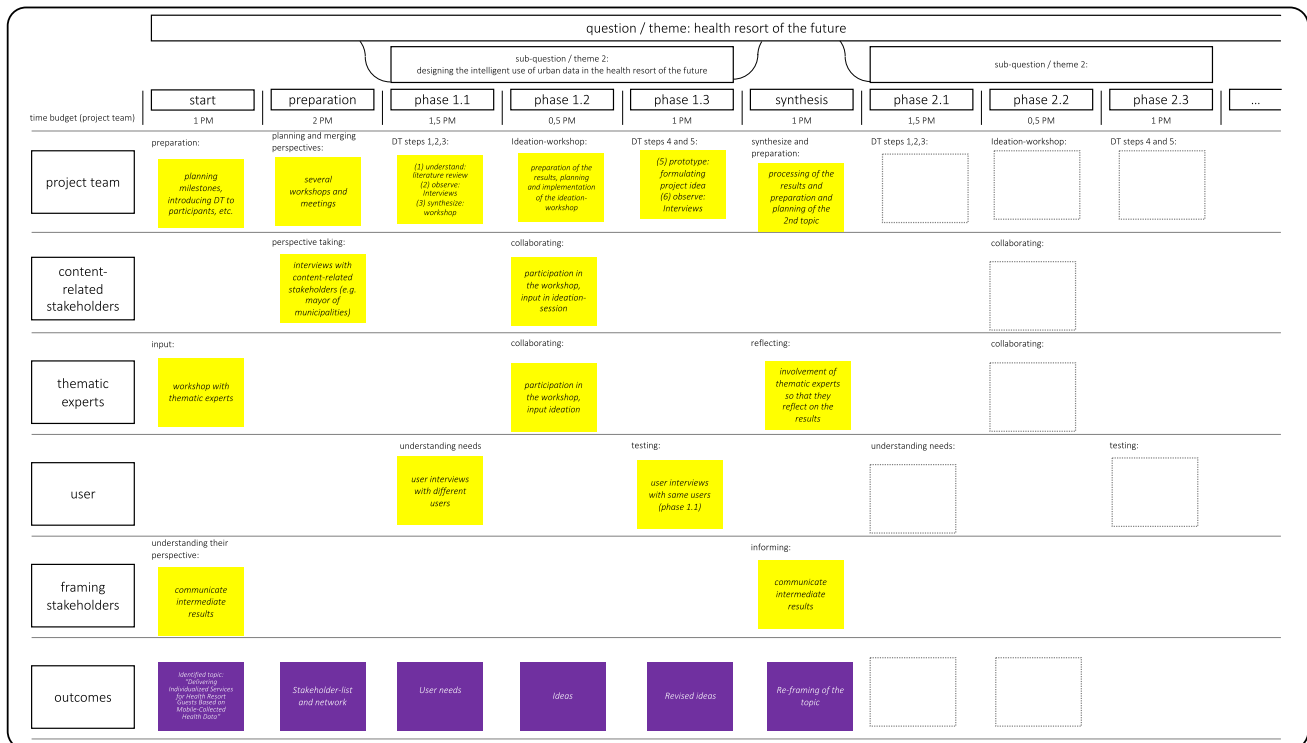 question / theme: health resort of the future
sub-question / theme 2:
designing the intelligent use of urban data in the health resort of the future
sub-question / theme 2:
start
preparation
phase 1.1
phase 1.2
phase 1.3
synthesis
phase 2.1
phase 2.2
phase 2.3
...
time budget (project team)
1 PM
2 PM
1,5 PM
0,5 PM
1 PM
1 PM
1,5 PM
0,5 PM
1 PM
project team
preparation:
planning
milestones,
introducing DT to
participants, etc.
planning and merging
perspectives:
several
workshops and
meetings
DT steps 1,2,3:
(1) understand:
literature review
(2) observe:
Interviews
(3) synthesize:
workshop
Ideation-workshop:
preparation of the
results, planning
and implementation
of the ideation-
workshop
DT steps 4 and 5:
(5) prototype:
formulating
project idea
(6) observe:
Interviews
synthesize and
preparation:
processing of the
results and
preparation and
planning of the
2nd topic
DT steps 1,2,3:
Ideation-workshop:
DT steps 4 and 5:
content-
related
stakeholders
perspective taking:
interviews with
content-related
stakeholders (e.g.
mayor of
municipalities)
collaborating:
participation in
the workshop,
input in ideation-
session
collaborating:
thematic
experts
input:
workshop with
thematic experts
collaborating:
participation in
the workshop,
input ideation
reflecting:
involvement of
thematic experts
so that they
reflect on the
results
collaborating:
user
understanding needs
user interviews
with different
users
testing:
user interviews
with same users
(phase 1.1)
understanding needs:
testing:
framing
stakeholders
understanding their
perspective:
communicate
intermediate
results
informing:
communicate
intermediate
results
outcomes
Identified topic:
"Delivering
Individualized Services
for Health Resort
Guests Based on
Mobile-Collected
Health Data"
Stakeholder-list
and network
User needs
Ideas
Revised ideas
Re-framing of the
topic